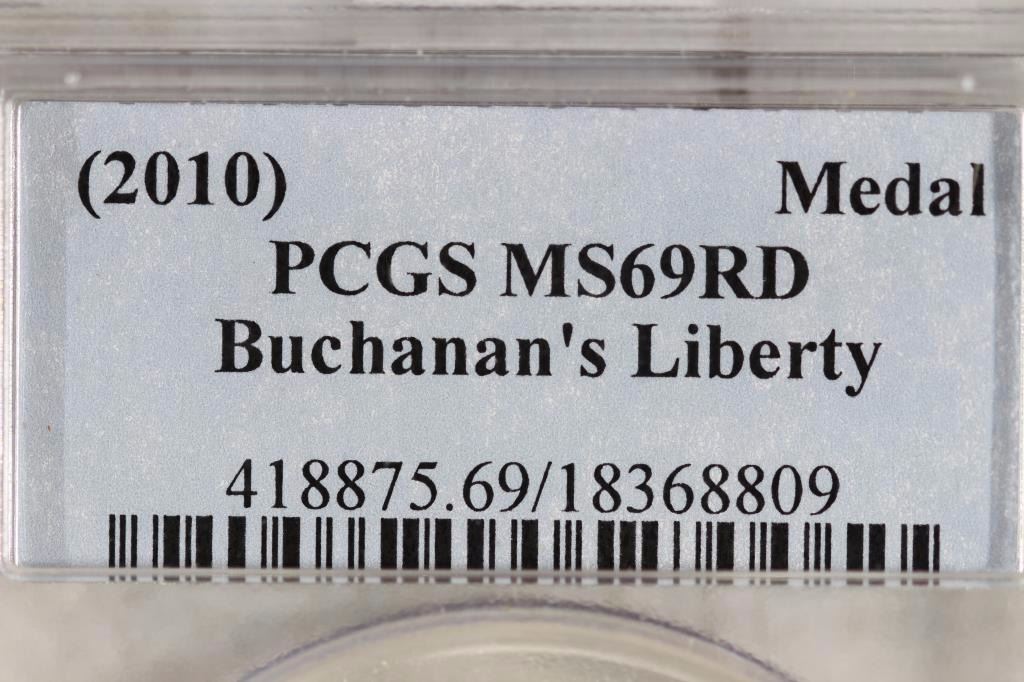 (2010) Medal
PCGS MS69RD
Buchanan's Liberty
418875.69/18368809